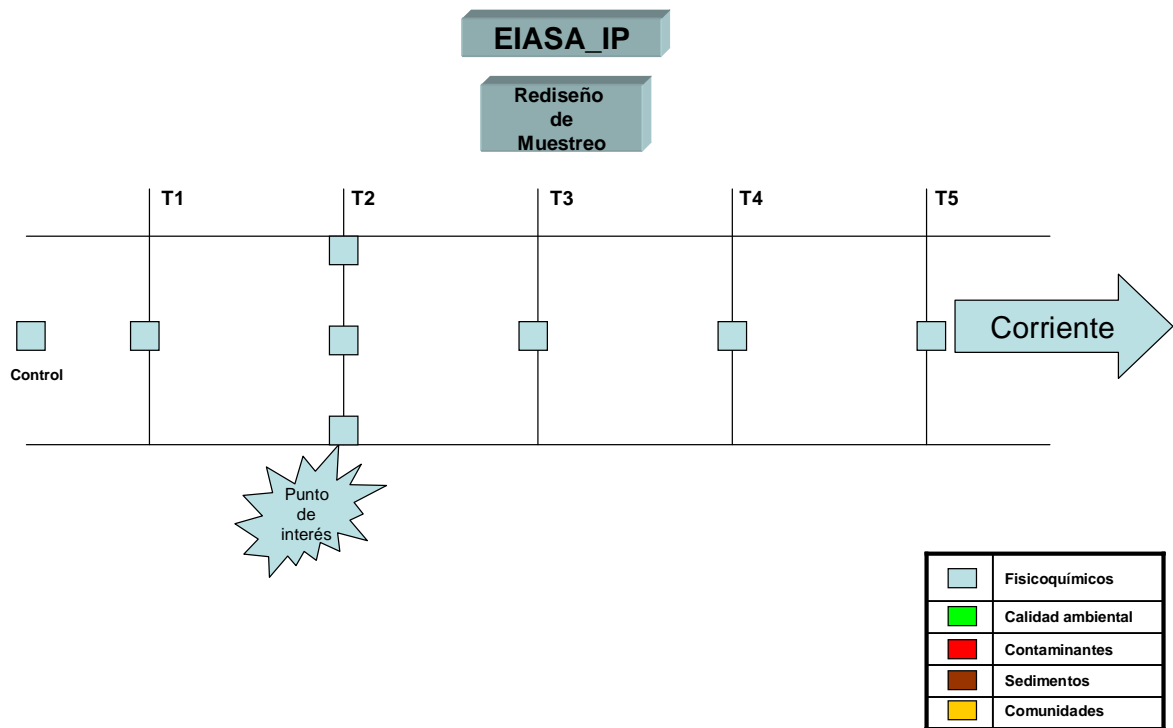 EIASA_IP
Rediseño
de
Muestreo
T1
T2
T3
T4
T5
Control
Corriente
Punto
de
interés
Fisicoquímicos
Calidad ambiental
Contaminantes
Sedimentos
Comunidades